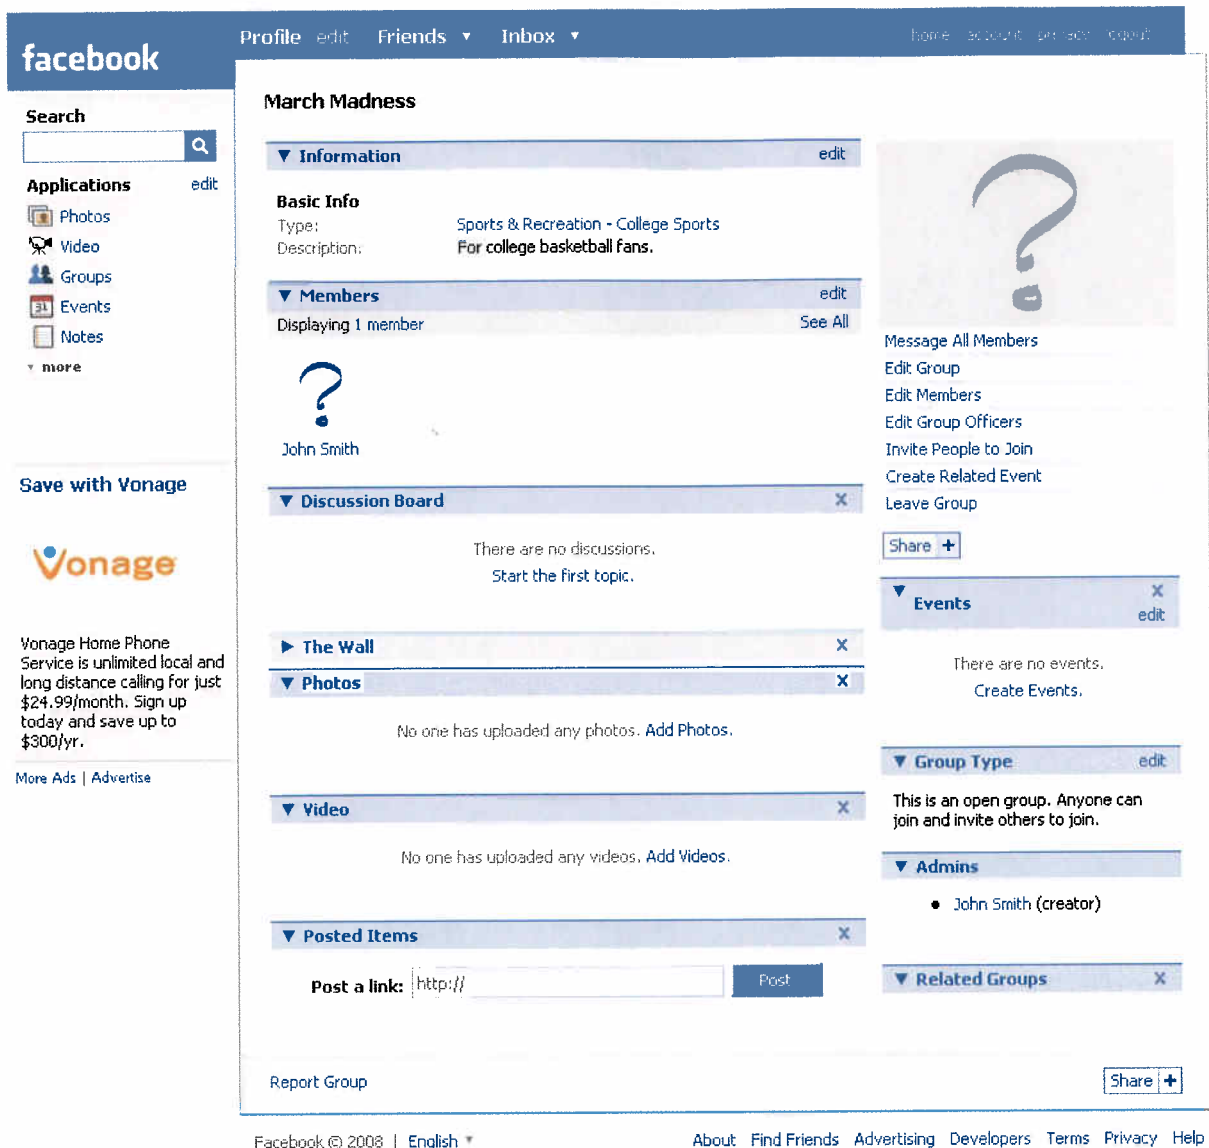 facebook
Profile edit Friends Inbox
home account privacy logout
Search
Applications edit
Photos
Video
Groups
31
Events
Notes
more
Save with Vonage
Vonage
Vonage Home Phone
Service is unlimited local and
long distance calling for just
$24.99/month. Sign up
today and save up to
$300/yr.
More Ads | Advertise
March Madness
Information edit
Basic Info
Type: Sports & Recreation - College Sports
Description: For college basketball fans.
Members edit
Displaying 1 member See All
?
John Smith
Discussion Board x
There are no discussions.
Start the first topic.
The Wall x
Photos x
No one has uploaded any photos. Add Photos.
Video x
No one has uploaded any videos. Add Videos.
Posted Items x
Post a link: http:// Post
?
Message All Members
Edit Group
Edit Members
Edit Group Officers
Invite People to Join
Create Related Event
Leave Group
Share +
Events x
edit
There are no events.
Create Events.
Group Type edit
This is an open group. Anyone can
join and invite others to join.
Admins
• John Smith (creator)
Related Groups x
Report Group Share +
Facebook © 2008 | English About Find Friends Advertising Developers Terms Privacy Help